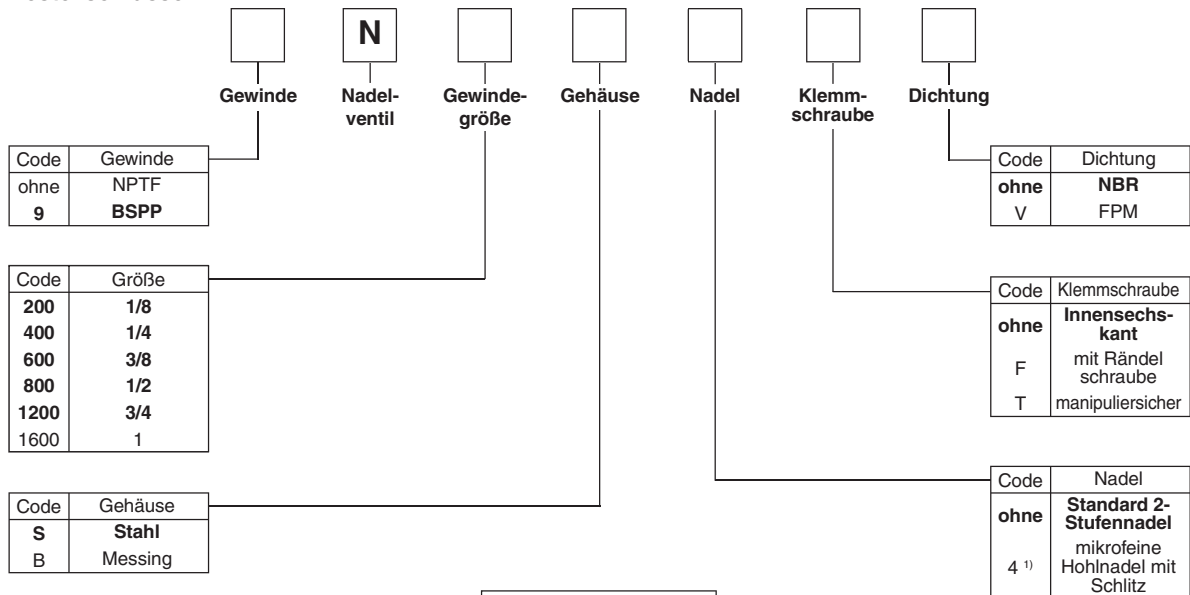 N
Gewinde Nadel- Gewinde- Gehäuse Nadel Klemm- Dichtung
ventil größe schraube
Code Gewinde
ohne NPTF
9 BSPP
Code Dichtung
ohne NBR
V FPM
Code Größe
200 1/8
400 1/4
600 3/8
800 1/2
1200 3/4
1600 1
Code Klemmschraube
ohne Innensechs-
kant
F mit Rändel
schraube
T manipuliersicher
Code Gehäuse
S Stahl
B Messing
Code Nadel
ohne Standard 2-
Stufennadel
4 1) mikrofeine
Hohlnadel mit
Schlitz